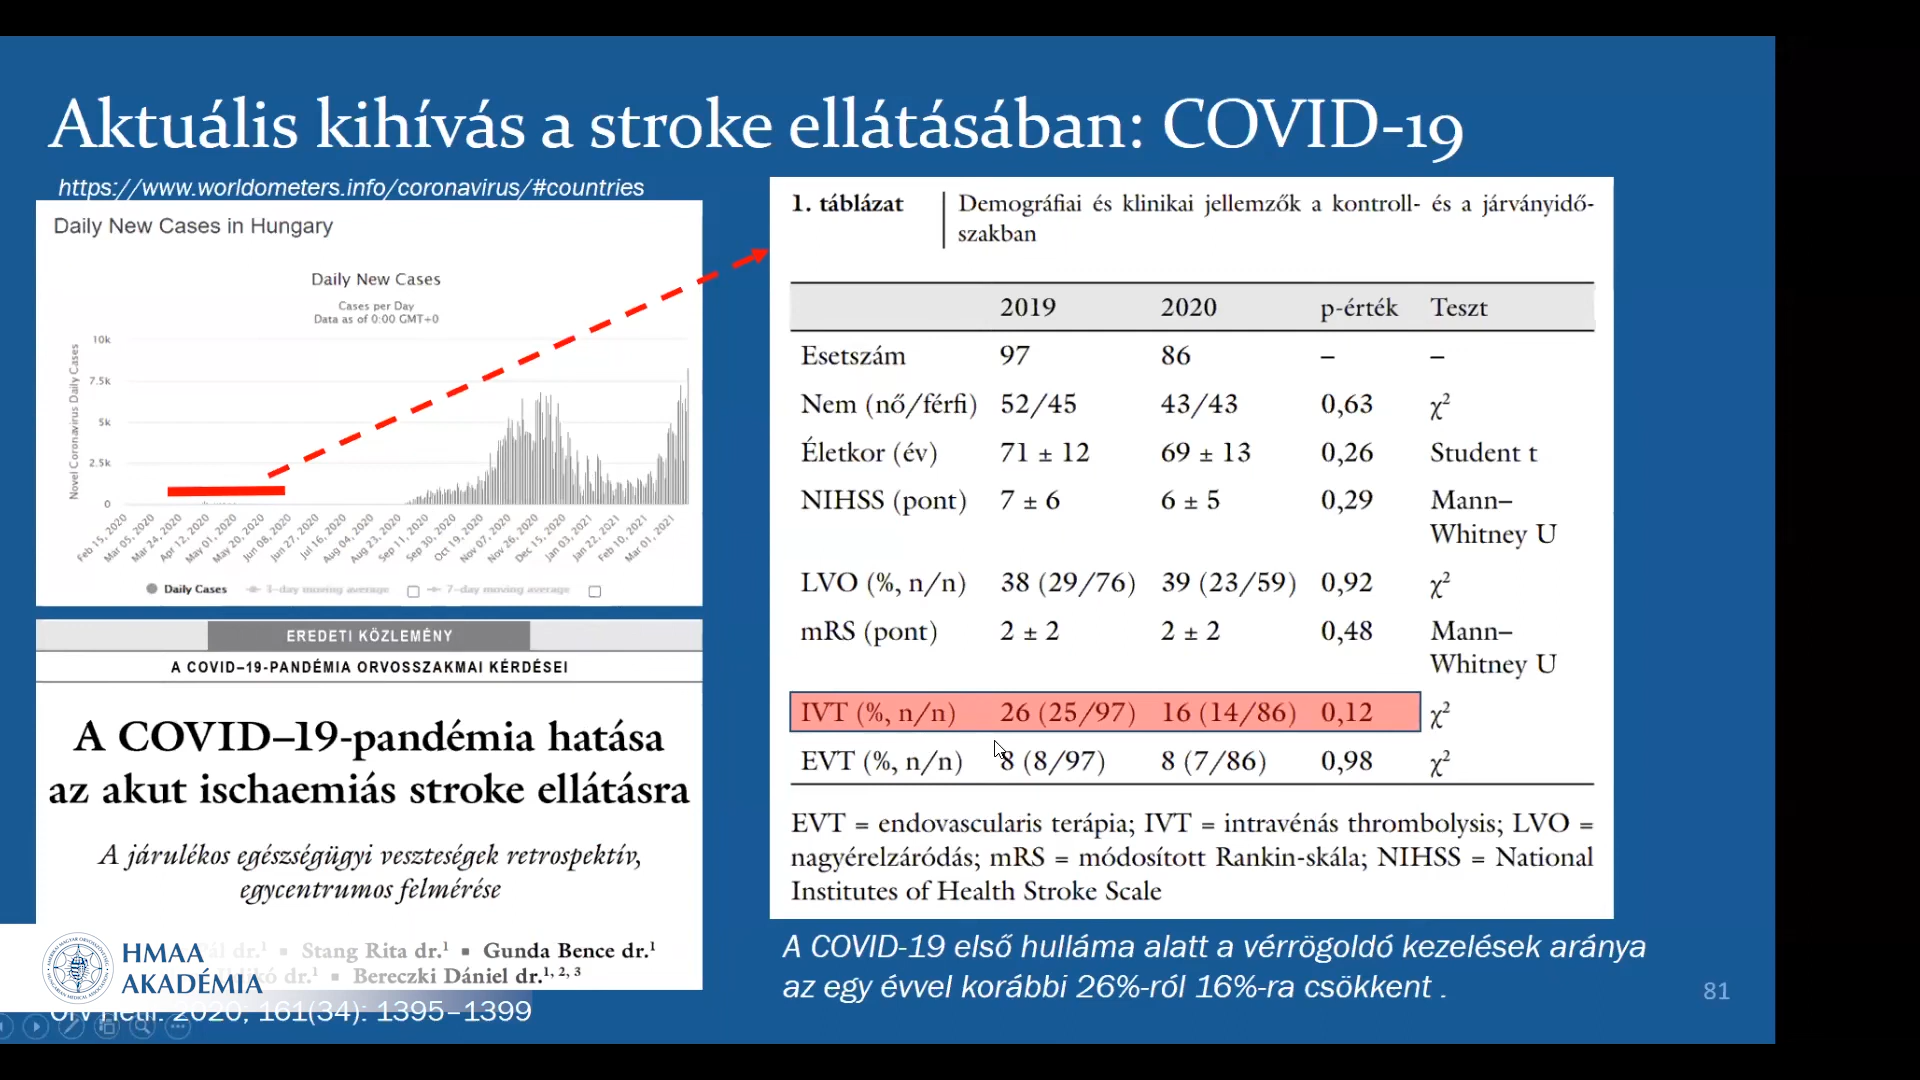 Aktuális kihívás a stroke ellátásában: COVID-19
https://www.worldometers.info/coronavirus/#countries
Daily New Cases in Hungary
Daily New Cases
Cases per Day
Data as of 0:00 GMT+0
Novel Coronavirus Daily Cases
10k
7.5k
5k
2.5k
0
Feb 15, 2020
Mar 05, 2020
Mar 24, 2020
Apr 12, 2020
May 01, 2020
May 20, 2020
Jun 08, 2020
Jun 27, 2020
Jul 16, 2020
Aug 04, 2020
Aug 23, 2020
Sep 11, 2020
Sep 30, 2020
Oct 19, 2020
Nov 07, 2020
Nov 26, 2020
Dec 15, 2020
Jan 03, 2021
Jan 22, 2021
Feb 10, 2021
Mar 01, 2021
Daily Cases 3-day moving average 7-day moving average
EREDETI KÖZLEMÉNY
A COVID–19-PANDÉMIA ORVOSSZAKMAI KÉRDÉSEI
A COVID–19-pandémia hatása
az akut ischaemiás stroke ellátásra
A járulékos egészségügyi veszteségek retrospektív,
egycentrumos felmérése
dr.¹ ▪ Stang Rita dr.¹ ▪ Gunda Bence dr.¹
dr.¹ ▪ Bereczki Dániel dr.¹, ², ³
HMAA
AKADÉMIA
2020; 161(34): 1395–1399
1. táblázat
Demográfiai és klinikai jellemzők a kontroll- és a járványidő-
szakban
2019 2020 p-érték Teszt
Esetszám 97 86 – –
Nem (nő/férfi) 52/45 43/43 0,63 χ²
Életkor (év) 71 ± 12 69 ± 13 0,26 Student t
NIHSS (pont) 7 ± 6 6 ± 5 0,29 Mann–
Whitney U
LVO (%, n/n) 38 (29/76) 39 (23/59) 0,92 χ²
mRS (pont) 2 ± 2 2 ± 2 0,48 Mann–
Whitney U
IVT (%, n/n) 26 (25/97) 16 (14/86) 0,12 χ²
EVT (%, n/n) 8 (8/97) 8 (7/86) 0,98 χ²
EVT = endovascularis terápia; IVT = intravénás thrombolysis; LVO =
nagyérelzáródás; mRS = módosított Rankin-skála; NIHSS = National
Institutes of Health Stroke Scale
A COVID-19 első hulláma alatt a vérrögoldó kezelések aránya
az egy évvel korábbi 26%-ról 16%-ra csökkent .
81